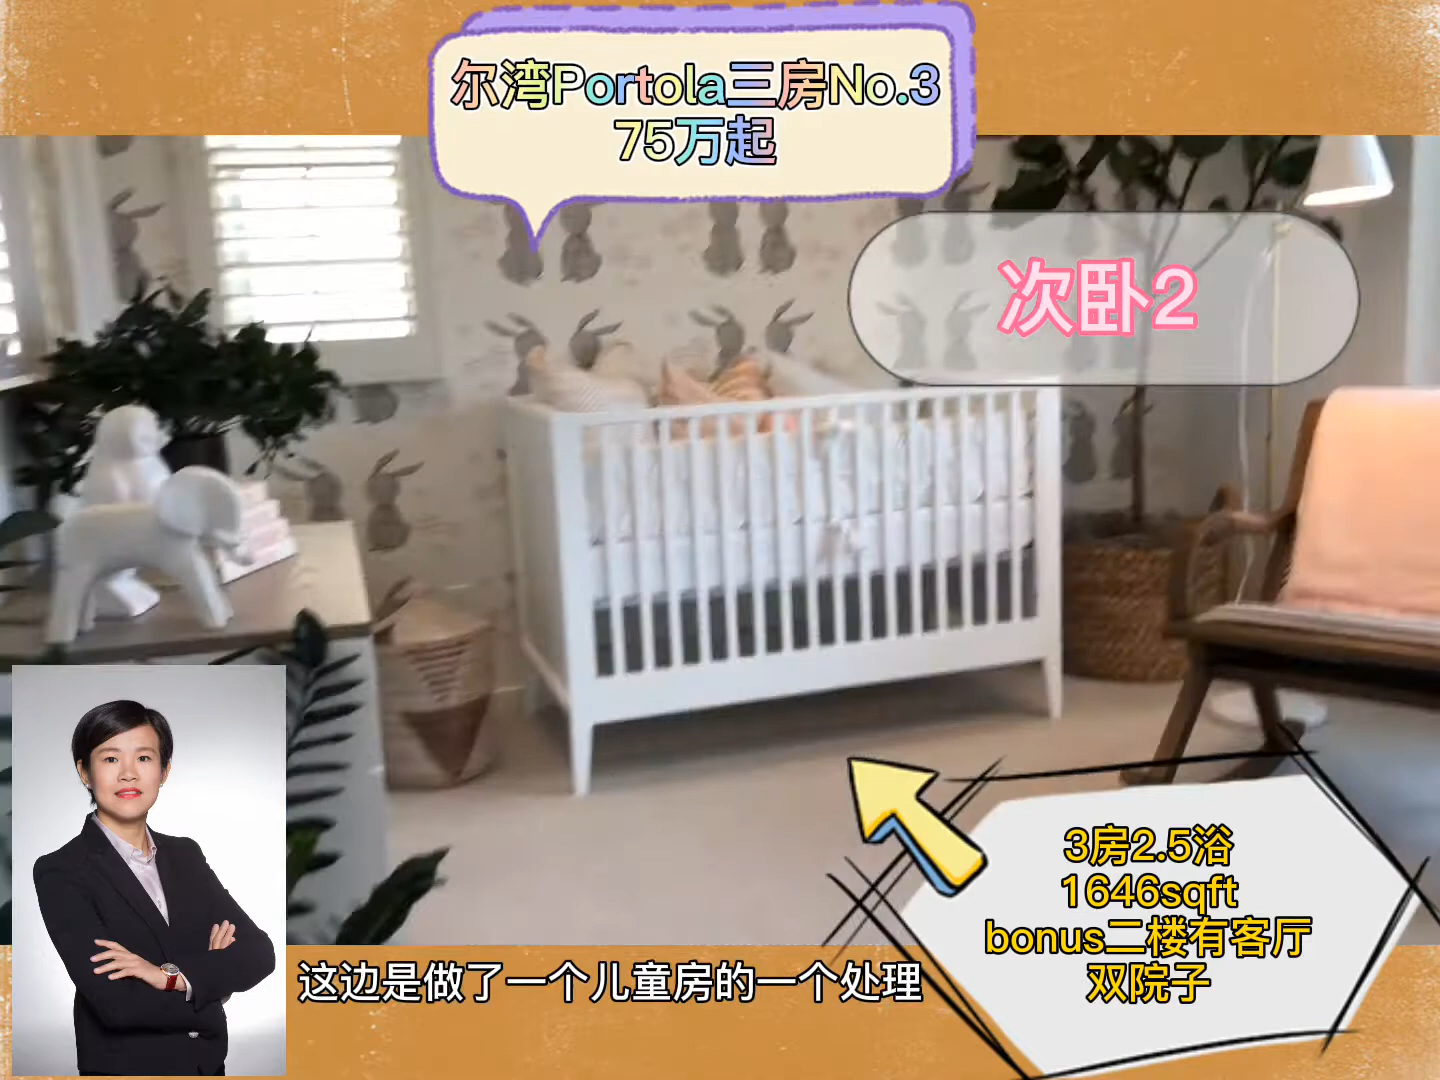 尔湾Portola三房No.3
75万起
次卧2
3房2.5浴
1646sqft
bonus二楼有客厅
双院子
这边是做了一个儿童房的一个处理